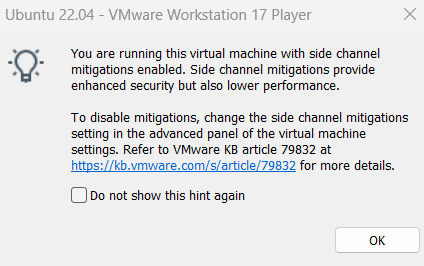 Ubuntu 22.04 - VMware Workstation 17 Player
You are running this virtual machine with side channel
mitigations enabled. Side channel mitigations provide
enhanced security but also lower performance.
To disable mitigations, change the side channel mitigations
setting in the advanced panel of the virtual machine
settings. Refer to VMware KB article 79832 at
https://kb.vmware.com/s/article/79832 for more details.
Do not show this hint again
OK